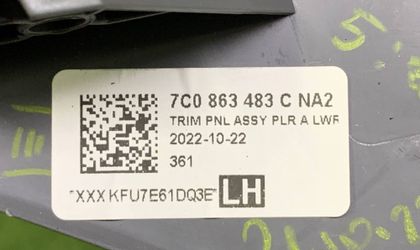 7C0 863 483 C NA2
TRIM PNL ASSY PLR A LWR
2022-10-22
361
"XXX KFU7E61DQ3E"
LH